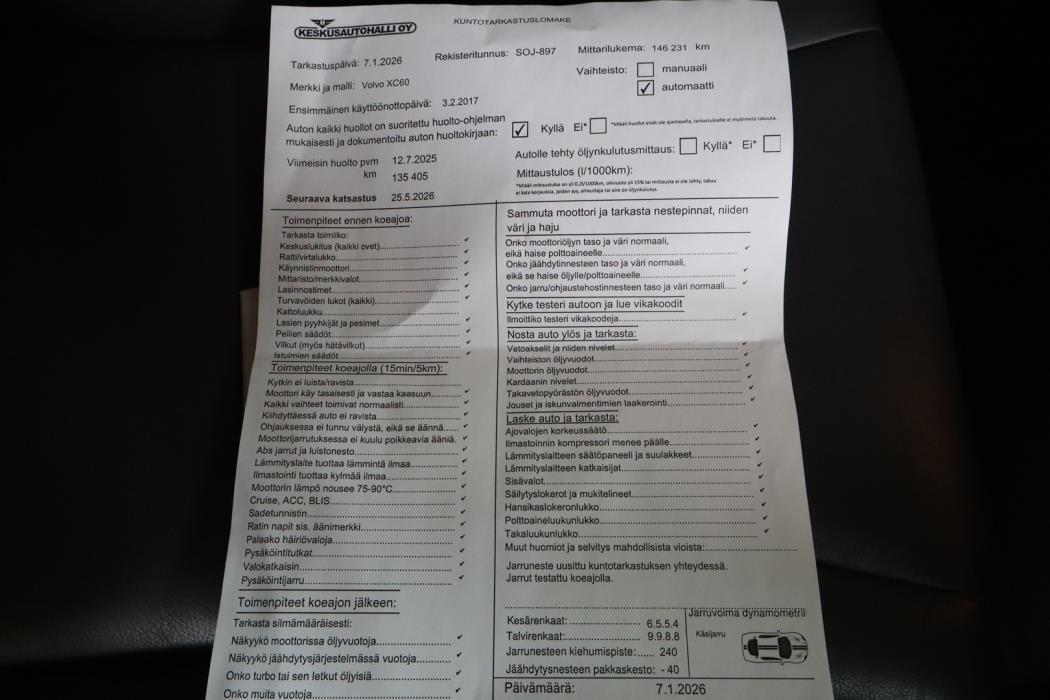 KESKUSAUTOHALLI OY
KUNTOTARKASTUSLOMAKE
Tarkastuspäivä: 7.1.2026
Rekisteritunnus: SOJ-897
Mittarilukema: 146 231 km
Merkki ja malli: Volvo XC60
Vaihteisto: manuaali
✓ automaatti
Ensimmäinen käyttöönottopäivä: 3.2.2017
Auton kaikki huollot on suoritettu huolto-ohjelman
mukaisesti ja dokumentoitu auton huoltokirjaan: ✓ Kyllä Ei*
*Mikäli huollot eivät ole ajantasalla, tarkastukselle ei myönnetä takuuta.
Viimeisin huolto pvm 12.7.2025
km 135 405
Seuraava katsastus 25.5.2026
Autolle tehty öljynkulutusmittaus: Kyllä* Ei*
Mittaustulos (l/1000km):
Toimenpiteet ennen koeajoa:
Tarkasta toimiiko:
Keskuslukitus (kaikki ovet) ✓
Ratti/virtalukko ✓
Käynnistinmoottori ✓
Mittaristo/merkkivalot ✓
Lasinnostimet ✓
Turvavöiden lukot (kaikki) ✓
Kattoluukku
Lasien pyyhkijät ja pesimet ✓
Peilien säädöt ✓
Vilkut (myös hätävilkut) ✓
Istuimien säädöt ✓
Toimenpiteet koeajolla (15min/5km):
Kytkin ei luista/ravista
Moottori käy tasaisesti ja vastaa kaasuun ✓
Kaikki vaihteet toimivat normaalisti ✓
Kiihdyttäessä auto ei ravista ✓
Ohjauksessa ei tunnu välystä, eikä se äännä ✓
Moottorijarrutuksessa ei kuulu poikkeavia ääniä. ✓
Abs jarrut ja luistonesto ✓
Lämmityslaite tuottaa lämmintä ilmaa ✓
Ilmastointi tuottaa kylmää ilmaa ✓
Moottorin lämpö nousee 75-90°C ✓
Cruise, ACC, BLIS ✓
Sadetunnistin ✓
Ratin napit sis. äänimerkki ✓
Palaako häiriövaloja ✓
Pysäköintitutkat ✓
Valokatkaisin ✓
Pysäköintijarru ✓
Toimenpiteet koeajon jälkeen:
Tarkasta silmämääräisesti:
Näkyykö moottorissa öljyvuotoja ✓
Näkyykö jäähdytysjärjestelmässä vuotoja ✓
Onko turbo tai sen letkut öljyisiä ✓
Onko muita vuotoja ✓
Sammuta moottori ja tarkasta nestepinnat, niiden
väri ja haju
Onko moottoriöljyn taso ja väri normaali,
eikä haise polttoaineelle ✓
Onko jäähdytinnesteen taso ja väri normaali,
eikä se haise öljylle/polttoaineelle ✓
Onko jarru/ohjaustehostinnesteen taso ja väri normaali ✓
Kytke testeri autoon ja lue vikakoodit
Ilmoittiko testeri vikakoodeja ✓
Nosta auto ylös ja tarkasta:
Vetoakselit ja niiden nivelet ✓
Vaihteiston öljyvuodot ✓
Moottorin öljyvuodot ✓
Kardaanin nivelet ✓
Takavetopyörästön öljyvuodot ✓
Jouset ja iskunvaimentimien laakerointi ✓
Laske auto ja tarkasta:
Ajovalojen korkeussäätö ✓
Ilmastoinnin kompressori menee päälle ✓
Lämmityslaitteen säätöpaneeli ja suulakkeet ✓
Lämmityslaitteen katkaisijat ✓
Sisävalot ✓
Säilytyslokerot ja mukitelineet ✓
Hansikaslokeronlukko ✓
Polttoaineluukunlukko ✓
Takaluukunlukko ✓
Muut huomiot ja selvitys mahdollisista vioista:
Jarruneste uusittu kuntotarkastuksen yhteydessä.
Jarrut testattu koeajolla.
Kesärenkaat: 6.5.5.4
Talvirenkaat: 9.9.8.8
Jarrunesteen kiehumispiste: 240
Jäähdytysnesteen pakkaskesto: - 40
Jarruvoima dynamometril
Käsijarru
Päivämäärä: 7.1.2026